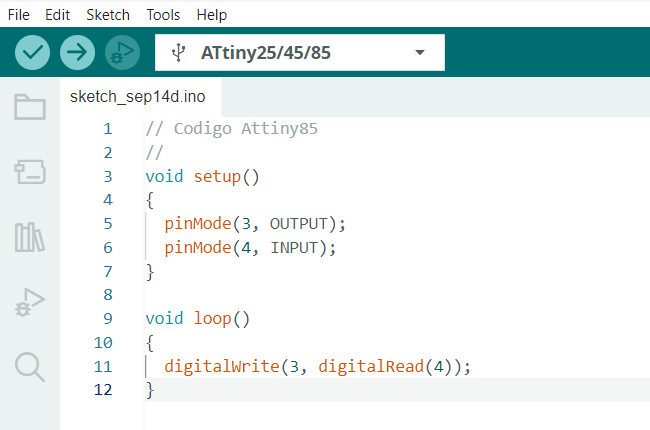 File Edit Sketch Tools Help
ATtiny25/45/85
sketch_sep14d.ino
1 // Codigo Attiny85
2 //
3 void setup()
4 {
5 pinMode(3, OUTPUT);
6 pinMode(4, INPUT);
7 }
8
9 void loop()
10 {
11 digitalWrite(3, digitalRead(4));
12 }